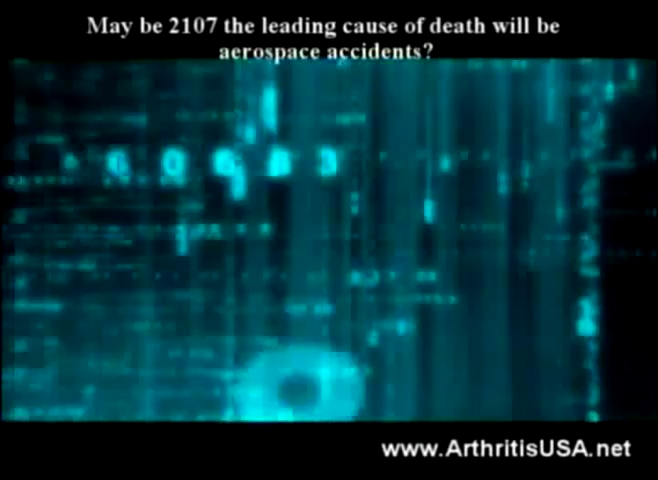 May be 2107 the leading cause of death will be
aerospace accidents?
www.ArthritisUSA.net